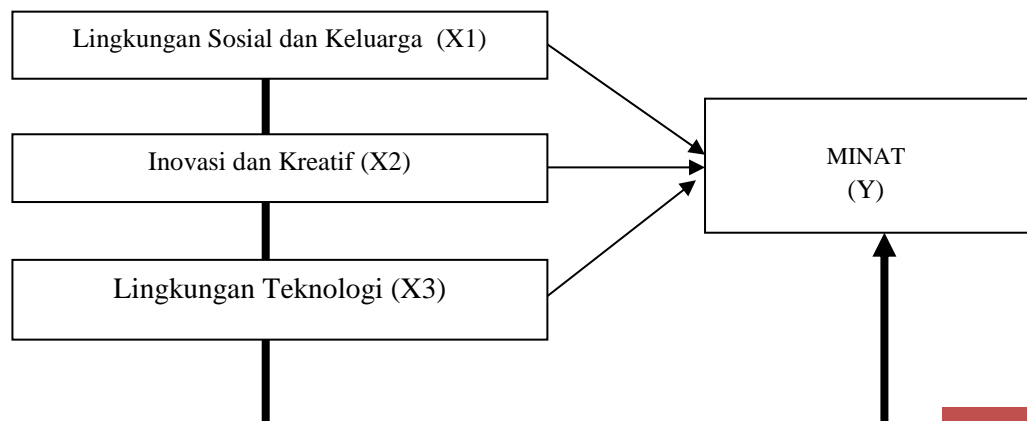 Lingkungan Sosial dan Keluarga (X1)
Inovasi dan Kreatif (X2)
MINAT
(Y)
Lingkungan Teknologi (X3)